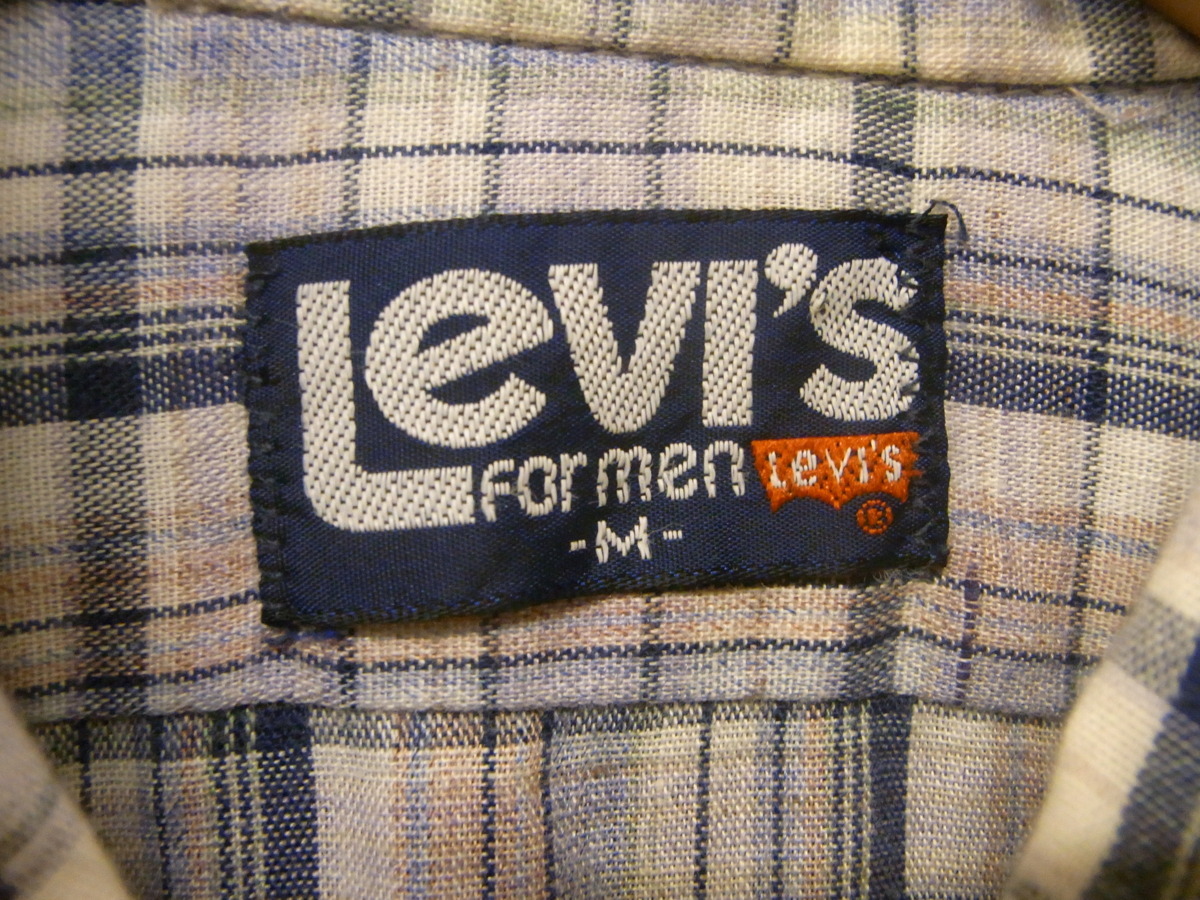 Levi's
for men Levi's
®
-M-